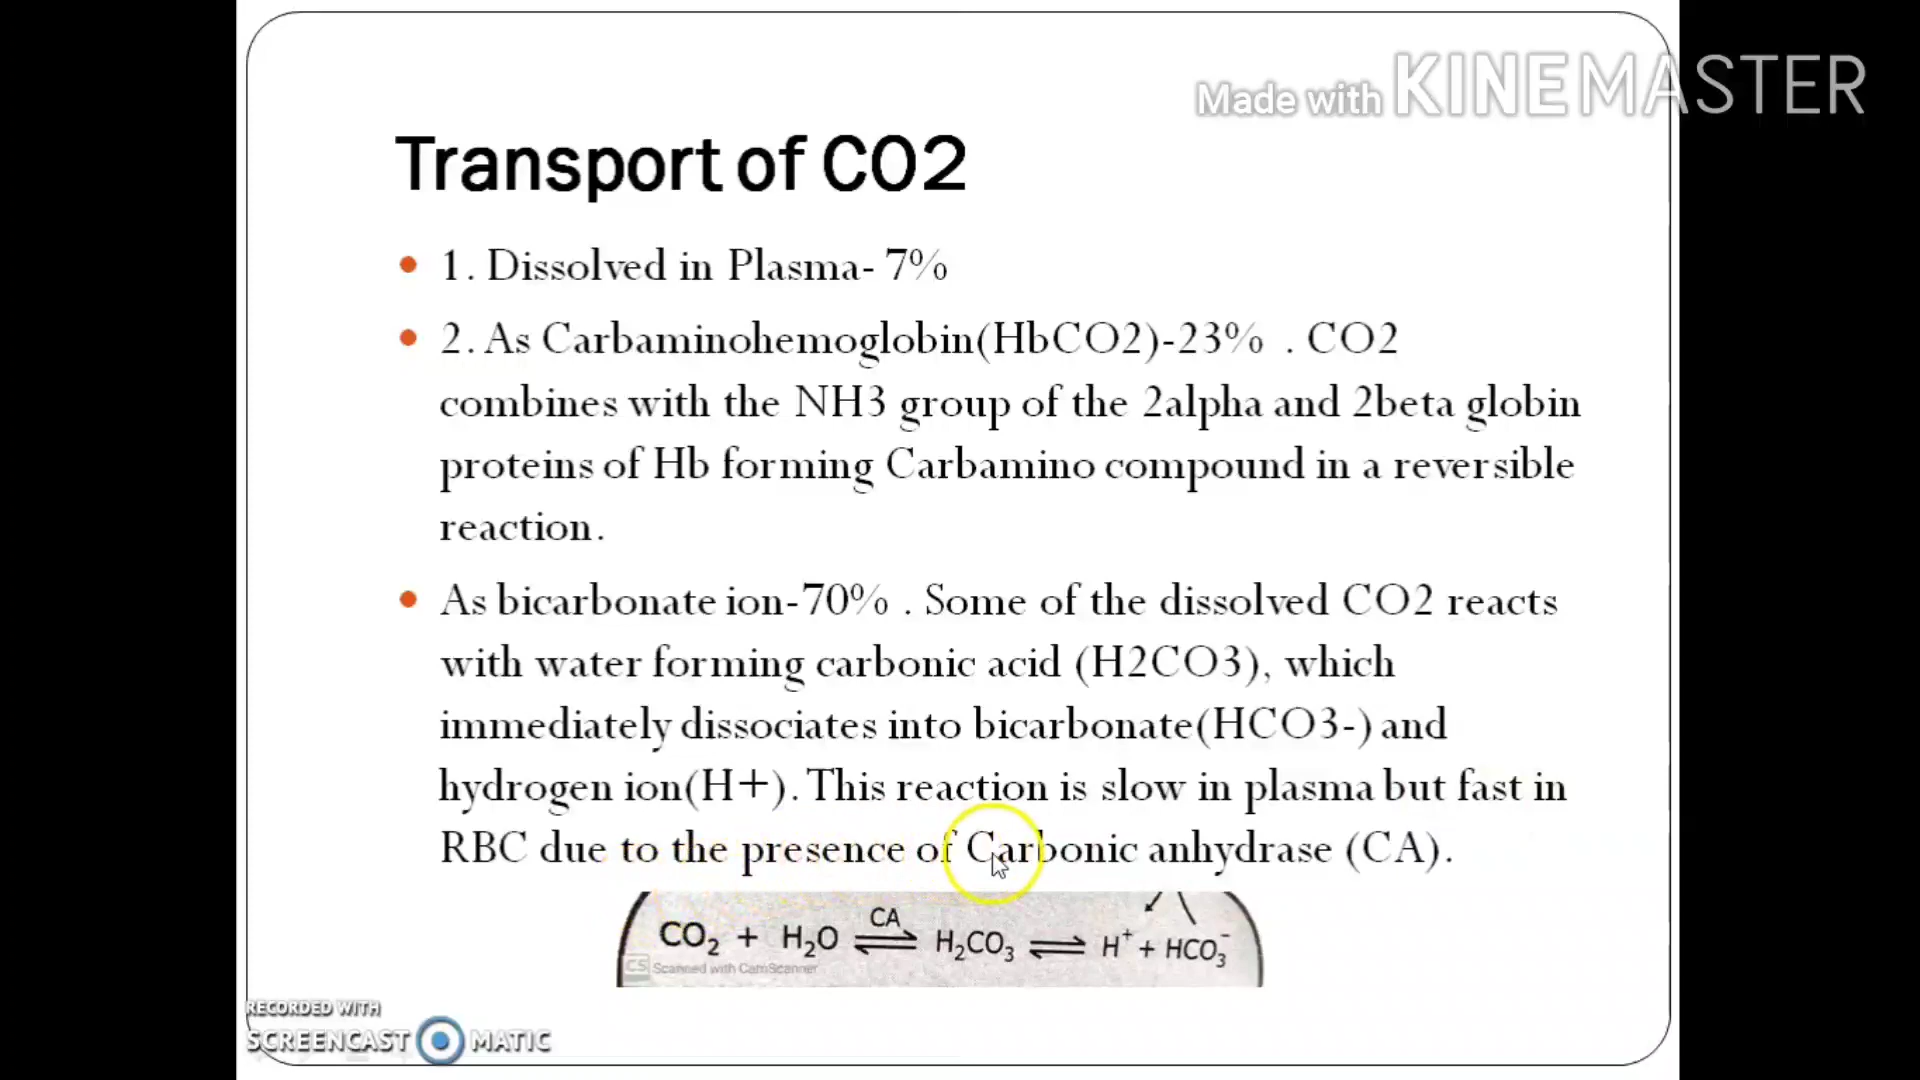 Made with KINEMASTER
Transport of CO2
1. Dissolved in Plasma- 7%
2. As Carbaminohemoglobin(HbCO2)-23% . CO2
combines with the NH3 group of the 2alpha and 2beta globin
proteins of Hb forming Carbamino compound in a reversible
reaction.
As bicarbonate ion-70% . Some of the dissolved CO2 reacts
with water forming carbonic acid (H2CO3), which
immediately dissociates into bicarbonate(HCO3-) and
hydrogen ion(H+). This reaction is slow in plasma but fast in
RBC due to the presence of Carbonic anhydrase (CA).
CA
CO₂ + H₂O ⇌ H₂CO₃ ⇌ H⁺ + HCO₃⁻
CS Scanned with CamScanner
RECORDED WITH
SCREENCAST MATIC